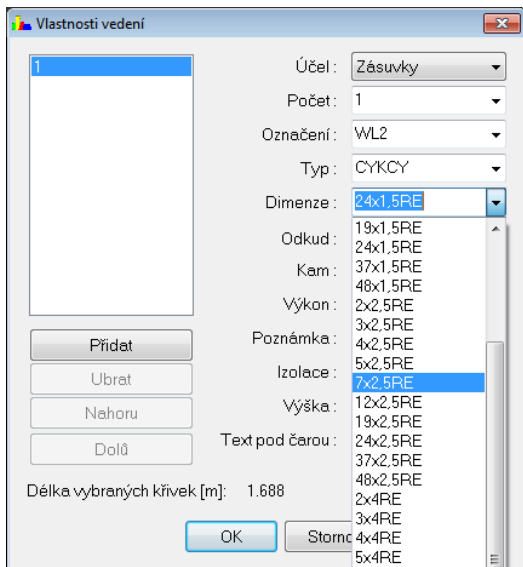 Vlastnosti vedení
1
Účel : Zásuvky
Počet : 1
Označení : WL2
Typ : CYKCY
Dimenze : 24x1,5RE
Odkud :
Kam :
Výkon :
Poznámka :
Izolace :
Výška :
Text pod čarou :
19x1,5RE
24x1,5RE
37x1,5RE
48x1,5RE
2x2,5RE
3x2,5RE
4x2,5RE
5x2,5RE
7x2,5RE
12x2,5RE
19x2,5RE
24x2,5RE
37x2,5RE
48x2,5RE
2x4RE
3x4RE
4x4RE
5x4RE
Přidat
Ubrat
Nahoru
Dolů
Délka vybraných křivek [m]: 1.688
OK Storno